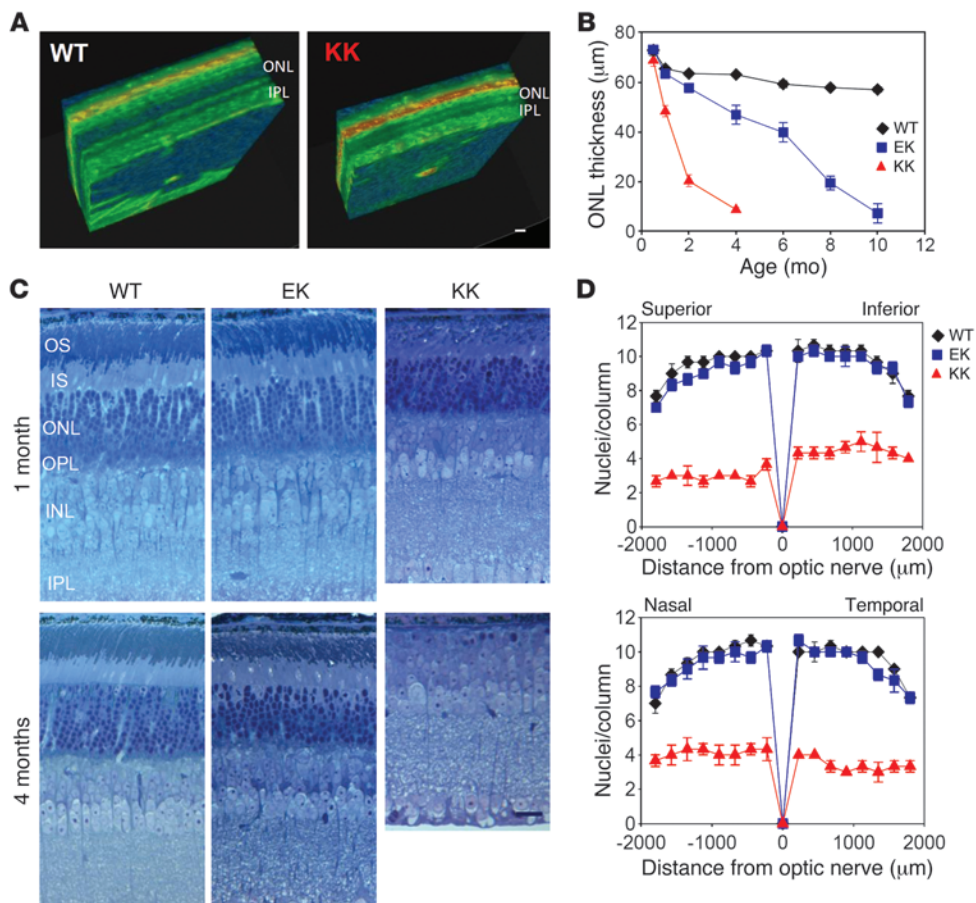 A
WT
ONL
IPL
KK
ONL
IPL
B
80
60
40
20
0
ONL thickness (μm)
WT
EK
KK
0 2 4 6 8 10 12
Age (mo)
C
WT EK KK
1 month
OS
IS
ONL
OPL
INL
IPL
4 months
D
Superior Inferior
12
10
8
6
4
2
0
Nuclei/column
WT
EK
KK
-2000 -1000 0 1000 2000
Distance from optic nerve (μm)
Nasal Temporal
12
10
8
6
4
2
0
Nuclei/column
-2000 -1000 0 1000 2000
Distance from optic nerve (μm)